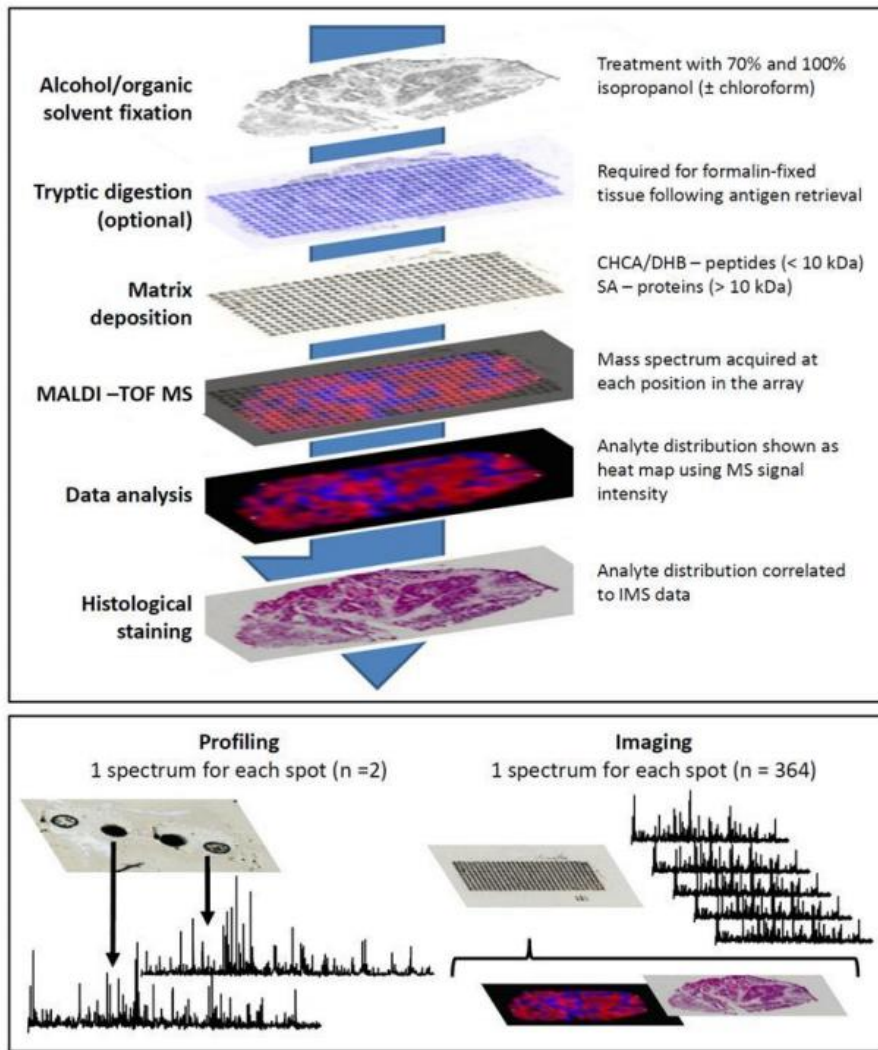 Alcohol/organic
solvent fixation
Treatment with 70% and 100%
isopropanol (± chloroform)
Tryptic digestion
(optional)
Required for formalin-fixed
tissue following antigen retrieval
Matrix
deposition
CHCA/DHB – peptides (< 10 kDa)
SA – proteins (> 10 kDa)
MALDI –TOF MS
Mass spectrum acquired at
each position in the array
Data analysis
Analyte distribution shown as
heat map using MS signal
intensity
Histological
staining
Analyte distribution correlated
to IMS data
Profiling
1 spectrum for each spot (n =2)
Imaging
1 spectrum for each spot (n = 364)